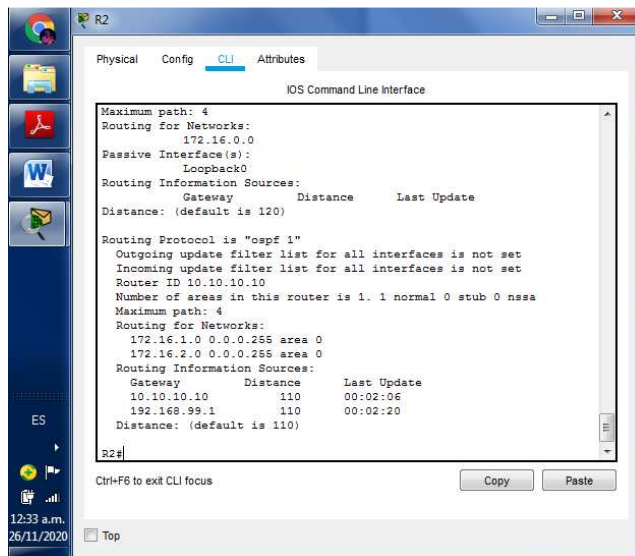 R2
Physical Config CLI Attributes
IOS Command Line Interface
Maximum path: 4
Routing for Networks:
172.16.0.0
Passive Interface(s):
Loopback0
Routing Information Sources:
Gateway Distance Last Update
Distance: (default is 120)
Routing Protocol is "ospf 1"
Outgoing update filter list for all interfaces is not set
Incoming update filter list for all interfaces is not set
Router ID 10.10.10.10
Number of areas in this router is 1. 1 normal 0 stub 0 nssa
Maximum path: 4
Routing for Networks:
172.16.1.0 0.0.0.255 area 0
172.16.2.0 0.0.0.255 area 0
Routing Information Sources:
Gateway Distance Last Update
10.10.10.10 110 00:02:06
192.168.99.1 110 00:02:20
Distance: (default is 110)
R2#
Ctrl+F6 to exit CLI focus
Copy Paste
Top
W
ES
12:33 a.m.
26/11/2020